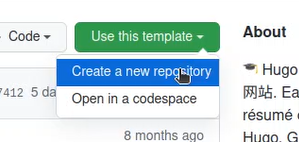 Code
Use this template
About
Create a new repository
Hugo
7412 5 da
Open in a codespace
网站. Ea
résumé
8 months ago
Hugo, G